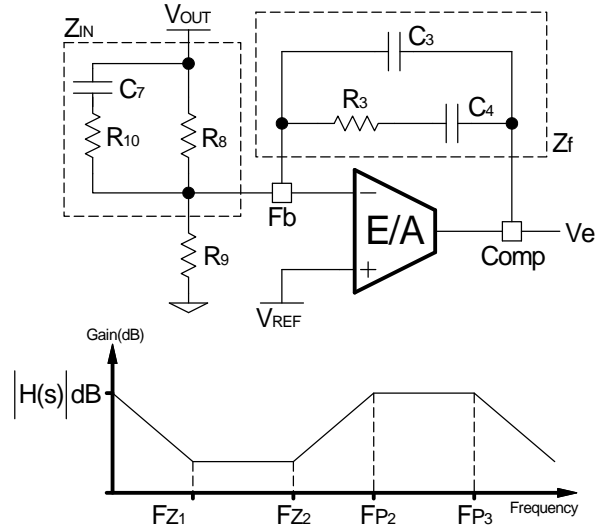 VOUT
ZIN
C3
C7
R3
C4
R10
R8
Zf
Fb
E/A
Ve
R9
Comp
VREF
Gain(dB)
|H(s)|dB
FZ1
FZ2
FP2
FP3
Frequency